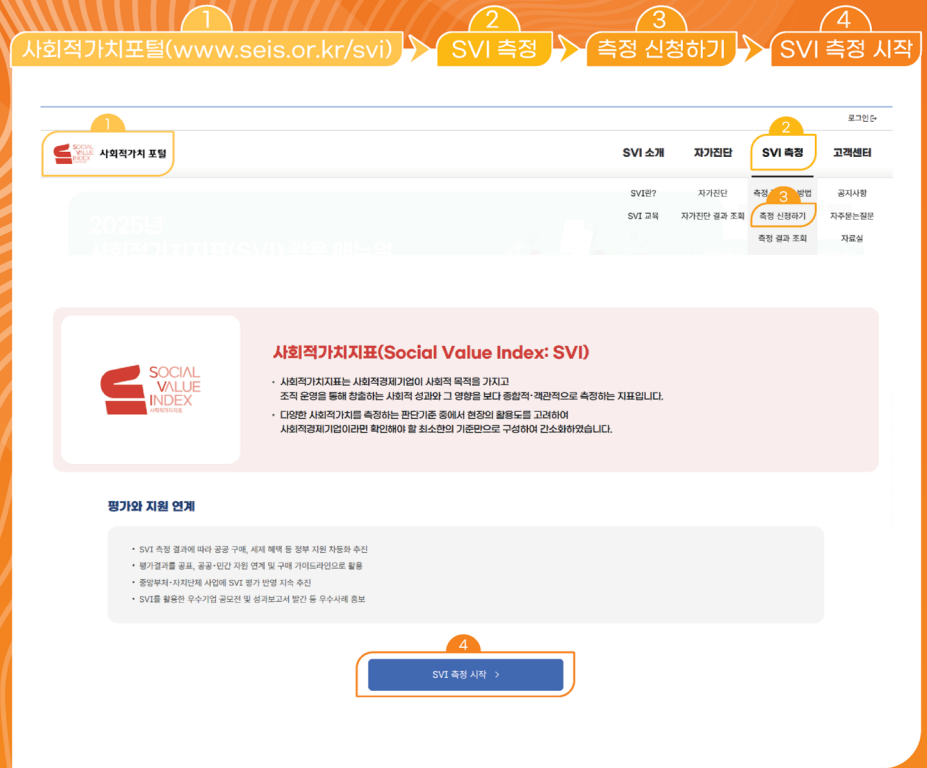 1
2
3
4
사회적가치포털(www.seis.or.kr/svi)
SVI 측정
측정 신청하기
SVI 측정 시작
로그인
1
SOCIAL
VALUE
INDEX
사회적가치 포털
2
SVI 소개
자가진단
SVI 측정
고객센터
SVI란?
자가진단
측정
방법
공지사항
3
SVI 교육
자가진단 결과 조회
측정 신청하기
자주묻는질문
측정 결과 조회
자료실
2025년
사회적가치지표(SVI) 활용 매뉴얼
SOCIAL
VALUE
INDEX
사회적가치지표
사회적가치지표(Social Value Index: SVI)
• 사회적가치지표는 사회적경제기업이 사회적 목적을 가지고
조직 운영을 통해 창출하는 사회적 성과와 그 영향을 보다 종합적·객관적으로 측정하는 지표입니다.
• 다양한 사회적가치를 측정하는 판단기준 중에서 현장의 활용도를 고려하여
사회적경제기업이라면 확인해야 할 최소한의 기준만으로 구성하여 간소화하였습니다.
평가와 지원 연계
• SVI 측정 결과에 따라 공공 구매, 세제 혜택 등 정부 지원 차등화 추진
• 평가결과를 공표, 공공·민간 자원 연계 및 구매 가이드라인으로 활용
• 중앙부처·자치단체 사업에 SVI 평가 반영 지속 추진
• SVI를 활용한 우수기업 공모전 및 성과보고서 발간 등 우수사례 홍보
4
SVI 측정 시작 >